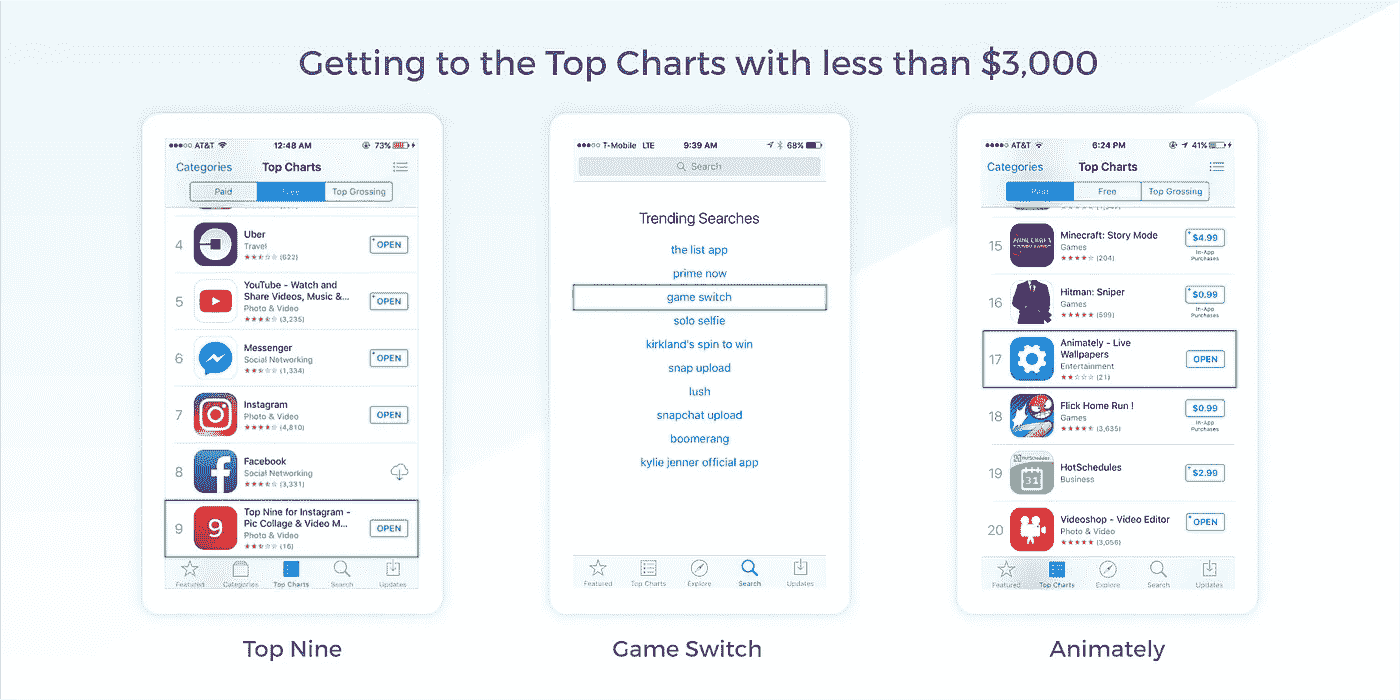 Getting to the Top Charts with less than $3,000
AT&T 12:48 AM 73%
Categories Top Charts
Paid Free Top Grossing
4 Uber
Travel
(622)
OPEN
5 YouTube - Watch and
Share Videos, Music &...
Photo & Video
(3,235)
OPEN
6 Messenger
Social Networking
(1,334)
OPEN
7 Instagram
Photo & Video
(4,810)
OPEN
8 Facebook
Social Networking
(3,331)
9 9 Top Nine for Instagram -
Pic Collage & Video M...
Photo & Video
(16)
OPEN
Featured Categories Top Charts Search Updates
Top Nine
T-Mobile LTE 9:39 AM 68%
Search
Trending Searches
the list app
prime now
game switch
solo selfie
kirkland's spin to win
snap upload
lush
snapchat upload
boomerang
kylie jenner official app
Featured Top Charts Explore Search Updates
Game Switch
AT&T 6:24 PM 41%
Categories Top Charts
Paid Free Top Grossing
15 Minecraft: Story Mode
Games
(204)
$4.99
In-App
Purchases
16 Hitman: Sniper
Games
(599)
$0.99
In-App
Purchases
17 Animately - Live
Wallpapers
Entertainment
(21)
OPEN
18 Flick Home Run !
Games
(3,635)
$0.99
In-App
Purchases
19 HotSchedules
31
HotSchedules
Business
$2.99
20 Videoshop - Video Editor
Photo & Video
(3,056)
OPEN
Featured Top Charts Explore Search Updates
Animately